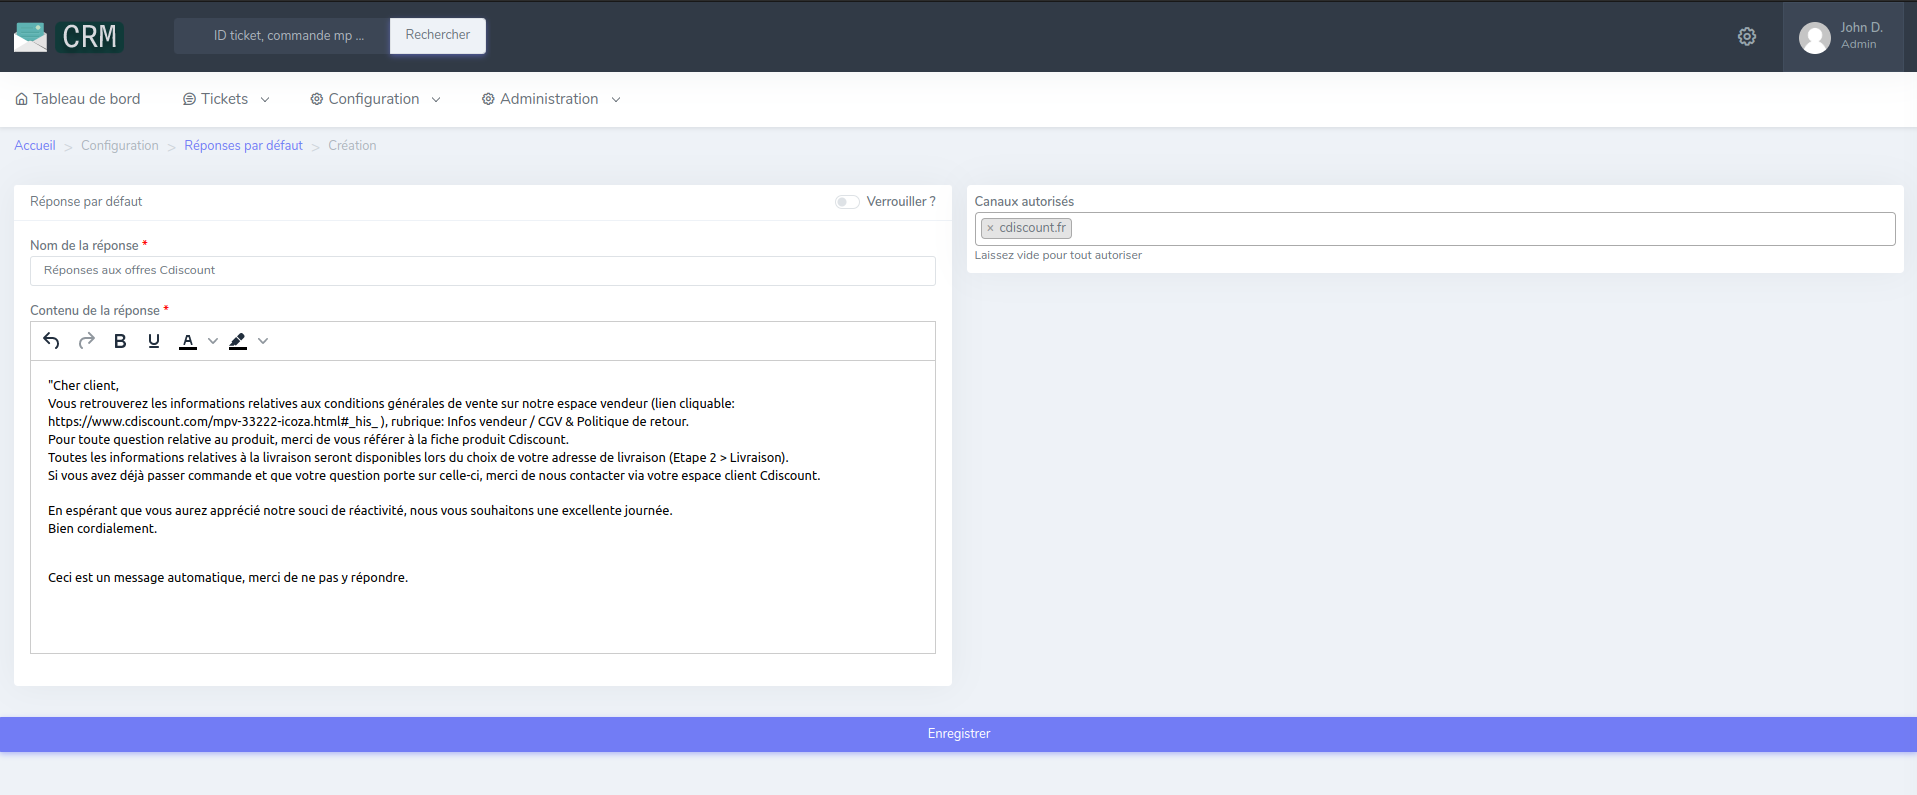 CRM
ID ticket, commande mp ...
Rechercher
John D.
Admin
Tableau de bord
Tickets
Configuration
Administration
Accueil > Configuration > Réponses par défaut > Création
Réponse par défaut
Verrouiller ?
Nom de la réponse *
Réponses aux offres Cdiscount
Contenu de la réponse *
B U A
"Cher client,
Vous retrouverez les informations relatives aux conditions générales de vente sur notre espace vendeur (lien cliquable:
https://www.cdiscount.com/mpv-33222-icoza.html#_his_ ), rubrique: Infos vendeur / CGV & Politique de retour.
Pour toute question relative au produit, merci de vous référer à la fiche produit Cdiscount.
Toutes les informations relatives à la livraison seront disponibles lors du choix de votre adresse de livraison (Etape 2 > Livraison).
Si vous avez déjà passer commande et que votre question porte sur celle-ci, merci de nous contacter via votre espace client Cdiscount.
En espérant que vous aurez apprécié notre souci de réactivité, nous vous souhaitons une excellente journée.
Bien cordialement.
Ceci est un message automatique, merci de ne pas y répondre.
Canaux autorisés
× cdiscount.fr
Laissez vide pour tout autoriser
Enregistrer